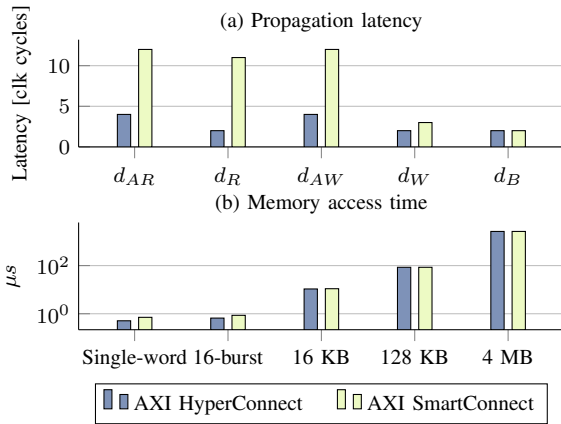 (a) Propagation latency
Latency [clk cycles]
10
5
0
d_AR d_R d_AW d_W d_B
(b) Memory access time
μs
10^2
10^0
Single-word 16-burst 16 KB 128 KB 4 MB
AXI HyperConnect AXI SmartConnect